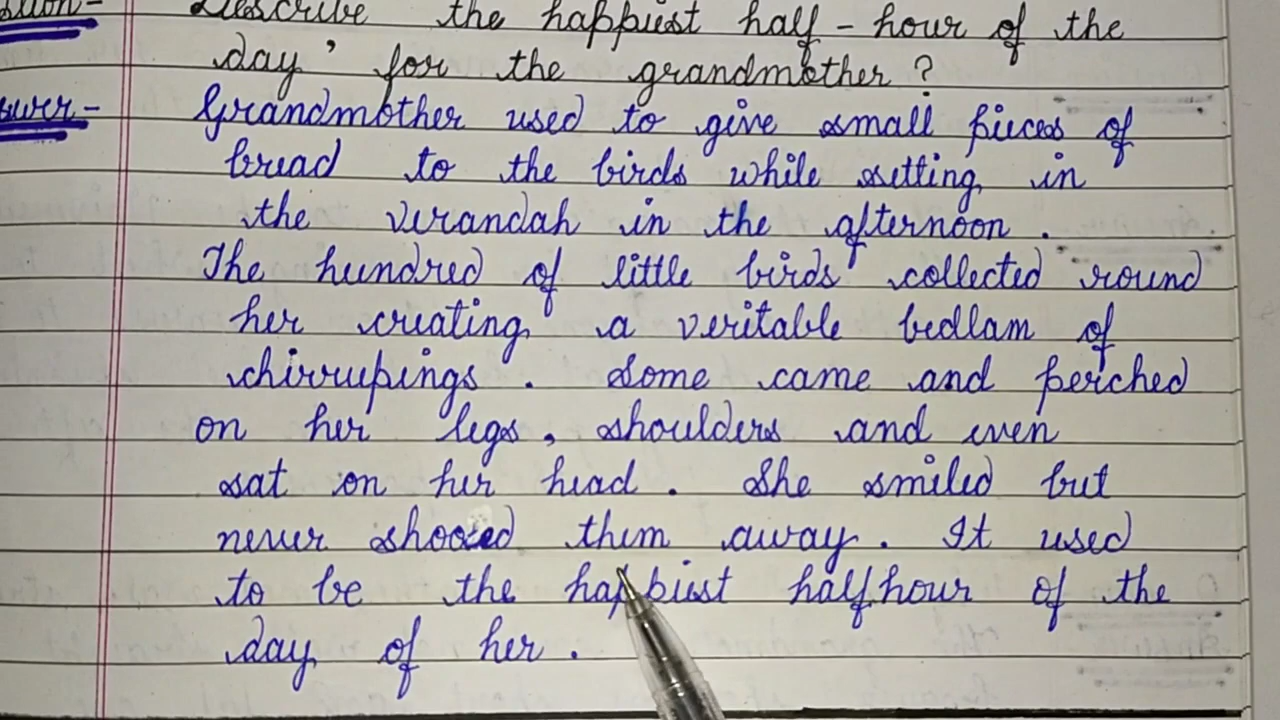 Describe the happiest half - hour of the
day' for the grandmother ?
Grandmother used to give small pieces of
bread to the birds while setting in
the verandah in the afternoon .
The hundred of little birds collected round
her creating a veritable bedlam of
chirrupings . Some came and perched
on her legs , shoulders and even
sat on her head . She smiled but
never shooed them away . It used
to be the happiest halfhour of the
day of her .